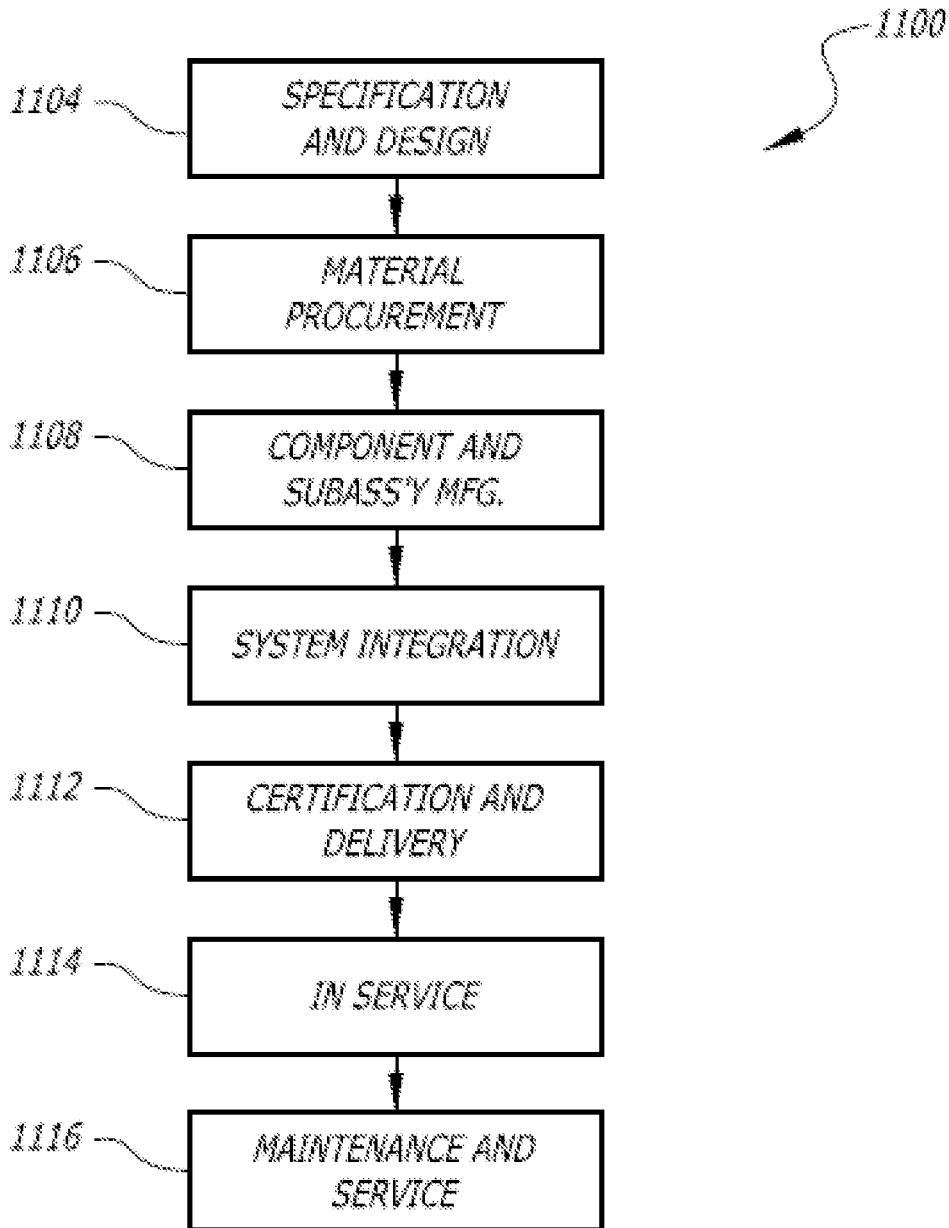 1100
1104
SPECIFICATION
AND DESIGN
1106
MATERIAL
PROCUREMENT
1108
COMPONENT AND
SUBASS'Y MFG.
1110
SYSTEM INTEGRATION
1112
CERTIFICATION AND
DELIVERY
1114
IN SERVICE
1116
MAINTENANCE AND
SERVICE